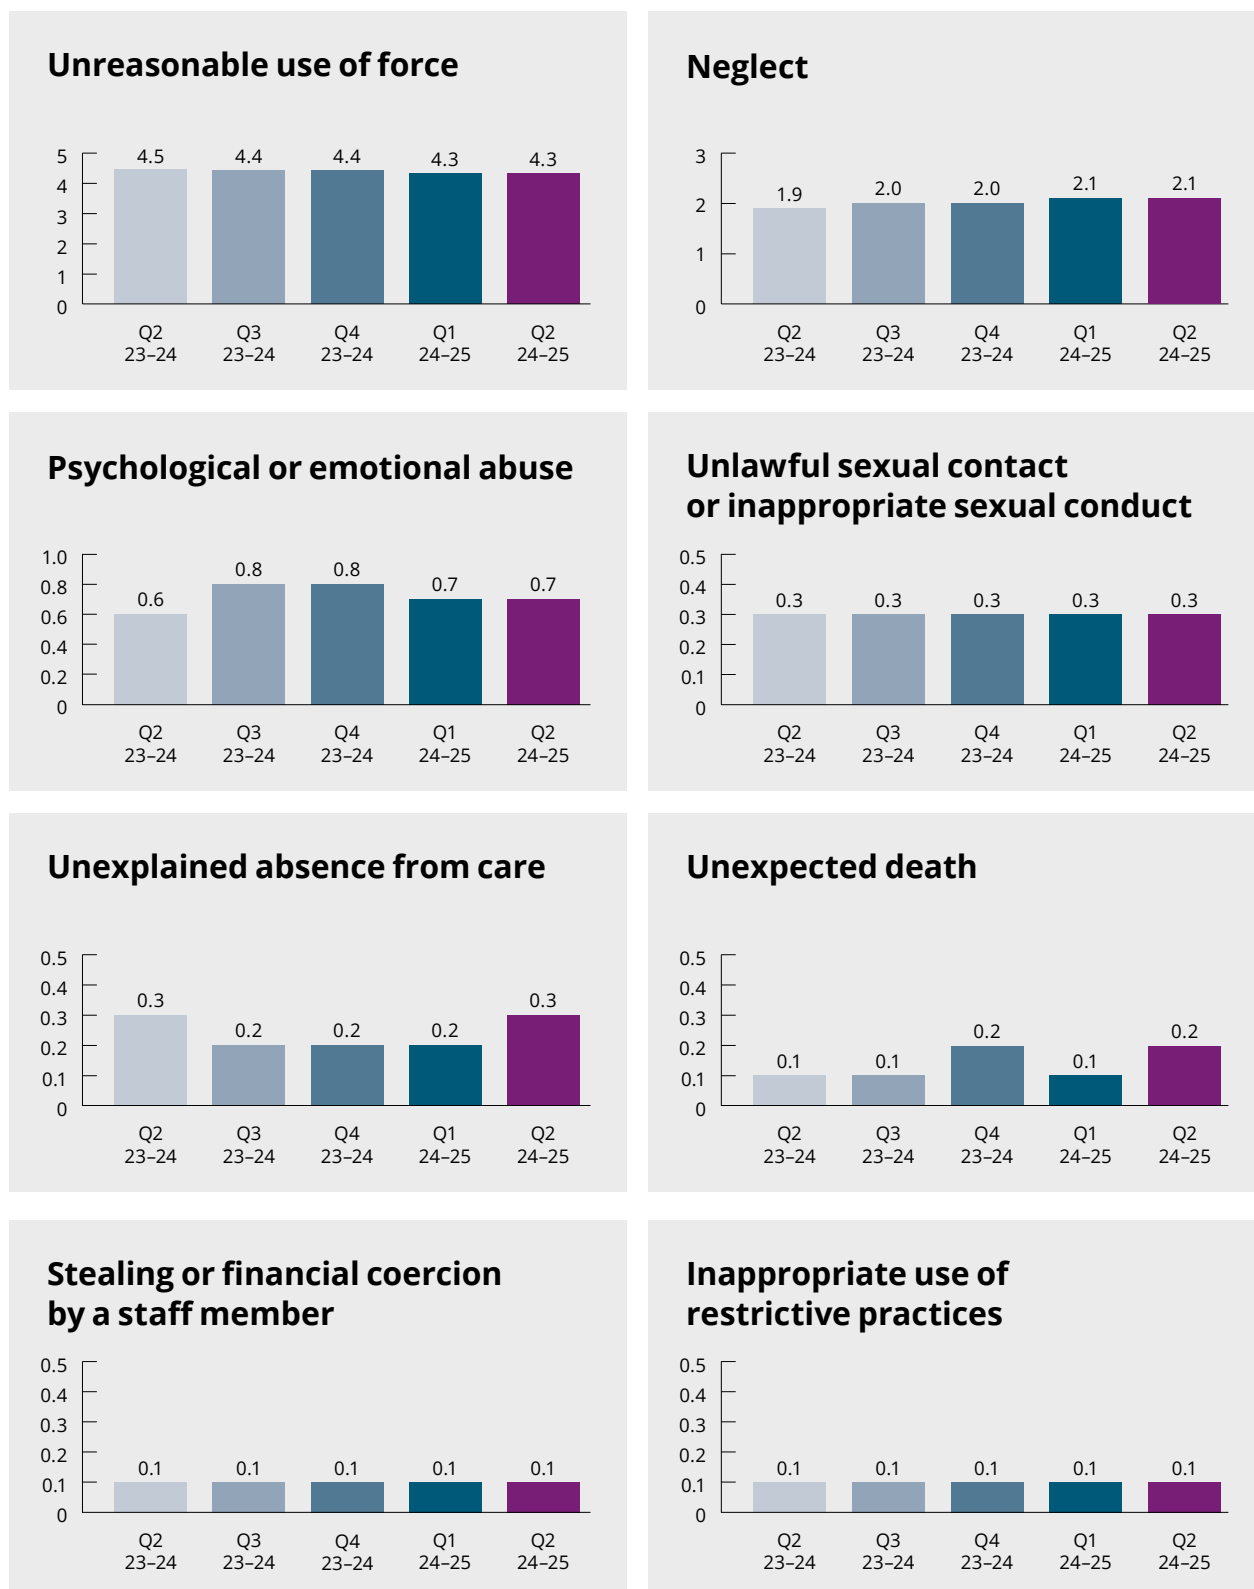 Unreasonable use of force
5
4
3
2
1
0
4.5
4.4
4.4
4.3
4.3
Q2
23–24
Q3
23–24
Q4
23–24
Q1
24–25
Q2
24–25
Neglect
3
2
1
0
1.9
2.0
2.0
2.1
2.1
Q2
23–24
Q3
23–24
Q4
23–24
Q1
24–25
Q2
24–25
Psychological or emotional abuse
1.0
0.8
0.6
0.4
0.2
0
0.6
0.8
0.8
0.7
0.7
Q2
23–24
Q3
23–24
Q4
23–24
Q1
24–25
Q2
24–25
Unlawful sexual contact
or inappropriate sexual conduct
0.5
0.4
0.3
0.2
0.1
0
0.3
0.3
0.3
0.3
0.3
Q2
23–24
Q3
23–24
Q4
23–24
Q1
24–25
Q2
24–25
Unexplained absence from care
0.5
0.4
0.3
0.2
0.1
0
0.3
0.2
0.2
0.2
0.3
Q2
23–24
Q3
23–24
Q4
23–24
Q1
24–25
Q2
24–25
Unexpected death
0.5
0.4
0.3
0.2
0.1
0
0.1
0.1
0.2
0.1
0.2
Q2
23–24
Q3
23–24
Q4
23–24
Q1
24–25
Q2
24–25
Stealing or financial coercion
by a staff member
0.5
0.4
0.3
0.2
0.1
0
0.1
0.1
0.1
0.1
0.1
Q2
23–24
Q3
23–24
Q4
23–24
Q1
24–25
Q2
24–25
Inappropriate use of
restrictive practices
0.5
0.4
0.3
0.2
0.1
0
0.1
0.1
0.1
0.1
0.1
Q2
23–24
Q3
23–24
Q4
23–24
Q1
24–25
Q2
24–25